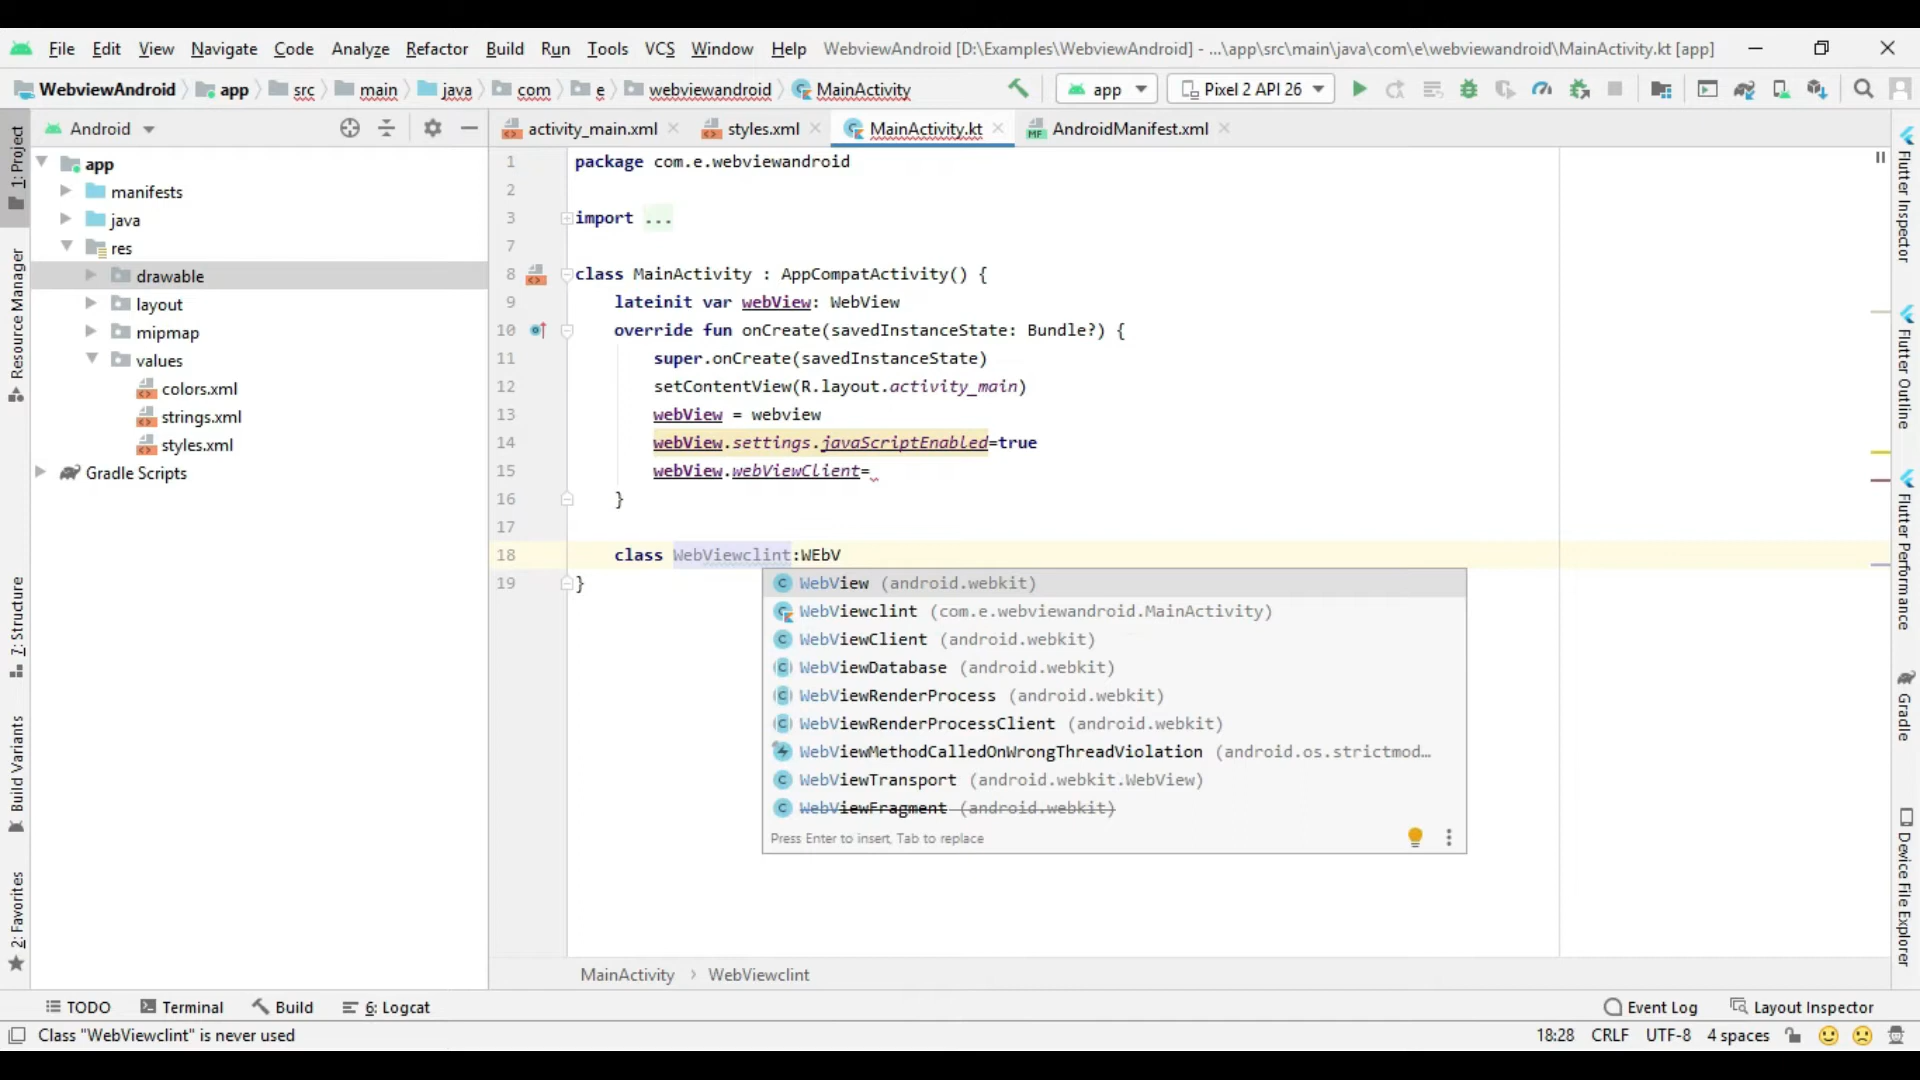 File Edit View Navigate Code Analyze Refactor Build Run Tools VCS Window Help WebviewAndroid [D:\Examples\WebviewAndroid] - ...\app\src\main\java\com\e\webviewandroid\MainActivity.kt [app]
WebviewAndroid app src main java com e webviewandroid MainActivity app Pixel 2 API 26
Android activity_main.xml styles.xml MainActivity.kt AndroidManifest.xml
1: Project
Resource Manager
7: Structure
Build Variants
2: Favorites
app
manifests
java
res
drawable
layout
mipmap
values
colors.xml
strings.xml
styles.xml
Gradle Scripts
1 package com.e.webviewandroid
2
3 import ...
7
8 class MainActivity : AppCompatActivity() {
9 lateinit var webView: WebView
10 override fun onCreate(savedInstanceState: Bundle?) {
11 super.onCreate(savedInstanceState)
12 setContentView(R.layout.activity_main)
13 webView = webview
14 webView.settings.javaScriptEnabled=true
15 webView.webViewClient=
16 }
17
18 class WebViewclint:WEbV
19 }
WebView (android.webkit)
WebViewclint (com.e.webviewandroid.MainActivity)
WebViewClient (android.webkit)
WebViewDatabase (android.webkit)
WebViewRenderProcess (android.webkit)
WebViewRenderProcessClient (android.webkit)
WebViewMethodCalledOnWrongThreadViolation (android.os.strictmod...
WebViewTransport (android.webkit.WebView)
WebViewFragment (android.webkit)
Press Enter to insert, Tab to replace
MainActivity › WebViewclint
Flutter Inspector
Flutter Outline
Flutter Performance
Gradle
Device File Explorer
TODO Terminal Build 6: Logcat Event Log Layout Inspector
Class "WebViewclint" is never used 18:28 CRLF UTF-8 4 spaces